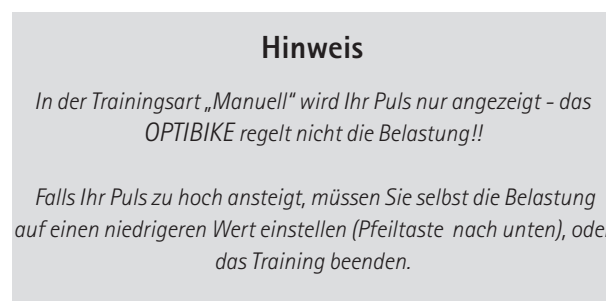 Hinweis
In der Trainingsart „Manuell“ wird Ihr Puls nur angezeigt - das
OPTIBIKE regelt nicht die Belastung!!
Falls Ihr Puls zu hoch ansteigt, müssen Sie selbst die Belastung
auf einen niedrigeren Wert einstellen (Pfeiltaste nach unten), ode
das Training beenden.